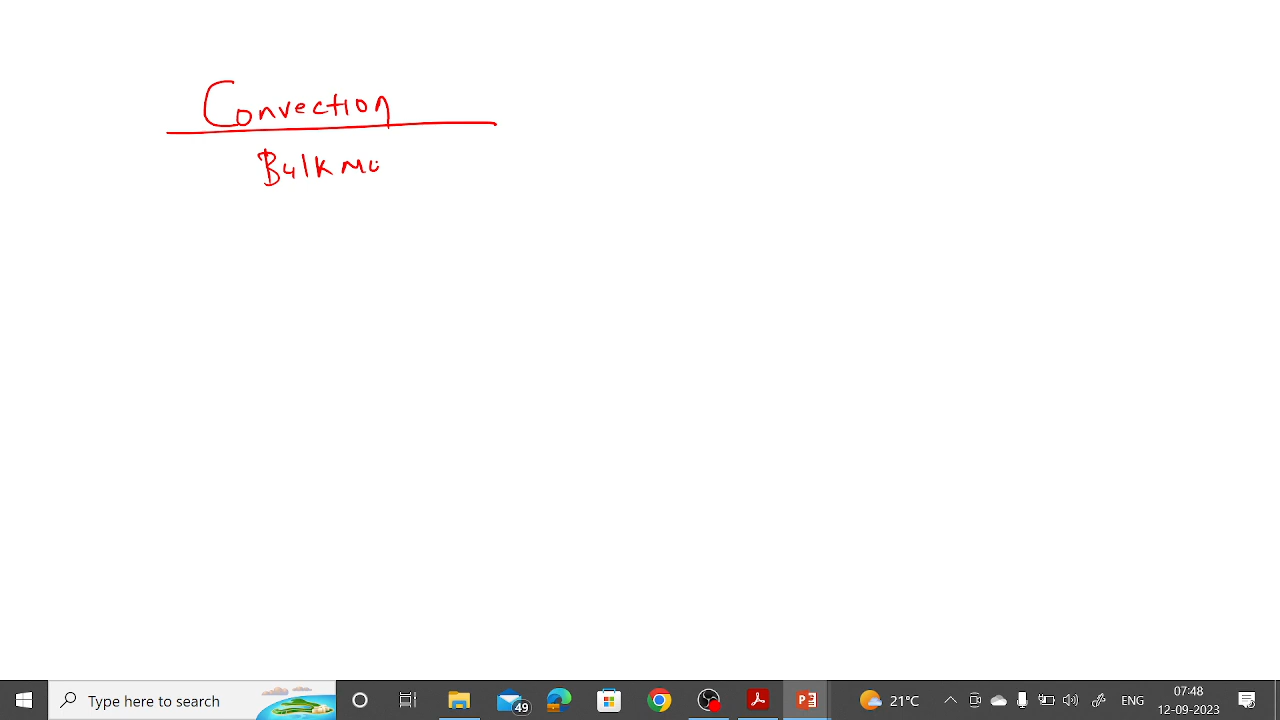 Convection
Bulk mo
Type here to search
49
21°C
ENG
07:48
12-09-2023